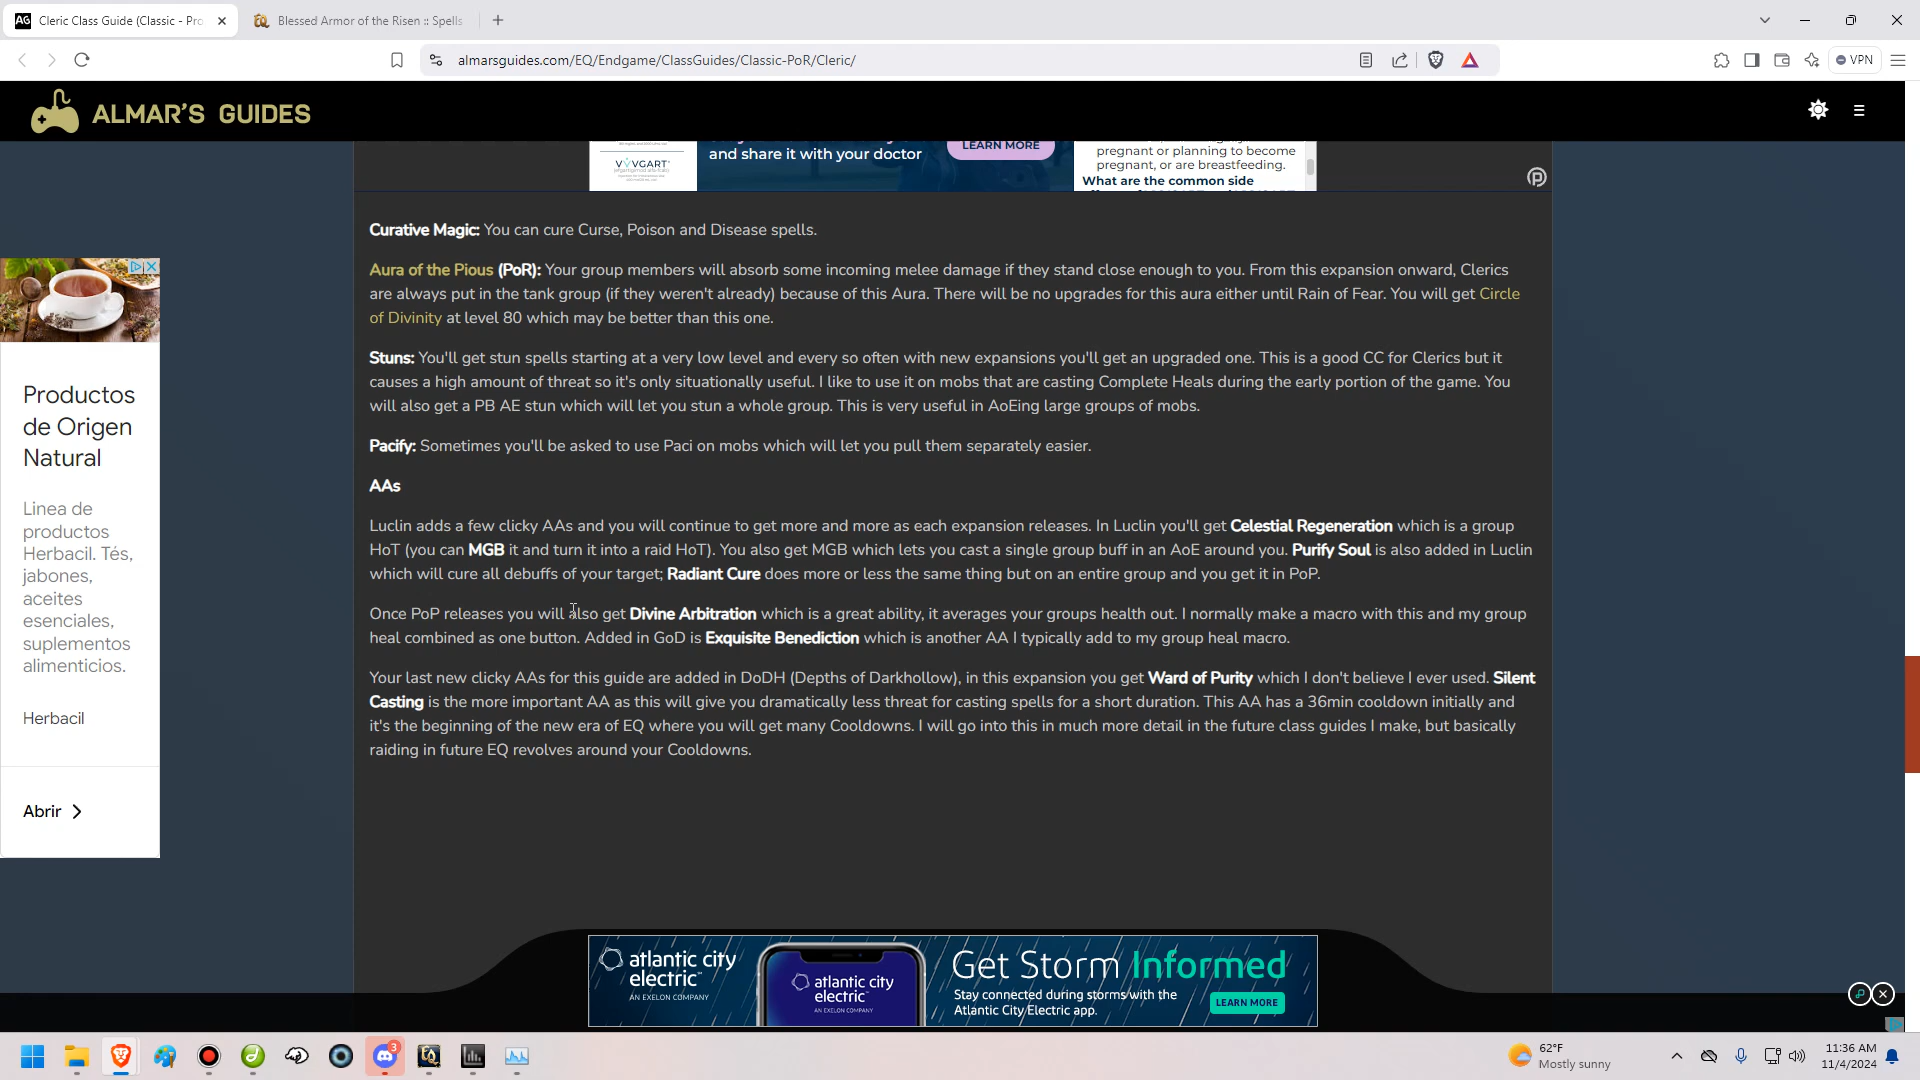 Cleric Class Guide (Classic - Pro
Blessed Armor of the Risen :: Spells
almarsguides.com/EQ/Endgame/ClassGuides/Classic-PoR/Cleric/
VPN
ALMAR'S GUIDES
and share it with your doctor
LEARN MORE
VYVGART
pregnant or planning to become
pregnant, or are breastfeeding.
What are the common side
Curative Magic: You can cure Curse, Poison and Disease spells.
Aura of the Pious (PoR): Your group members will absorb some incoming melee damage if they stand close enough to you. From this expansion onward, Clerics
are always put in the tank group (if they weren't already) because of this Aura. There will be no upgrades for this aura either until Rain of Fear. You will get Circle
of Divinity at level 80 which may be better than this one.
Stuns: You'll get stun spells starting at a very low level and every so often with new expansions you'll get an upgraded one. This is a good CC for Clerics but it
causes a high amount of threat so it's only situationally useful. I like to use it on mobs that are casting Complete Heals during the early portion of the game. You
will also get a PB AE stun which will let you stun a whole group. This is very useful in AoEing large groups of mobs.
Pacify: Sometimes you'll be asked to use Paci on mobs which will let you pull them separately easier.
AAs
Luclin adds a few clicky AAs and you will continue to get more and more as each expansion releases. In Luclin you'll get Celestial Regeneration which is a group
HoT (you can MGB it and turn it into a raid HoT). You also get MGB which lets you cast a single group buff in an AoE around you. Purify Soul is also added in Luclin
which will cure all debuffs of your target; Radiant Cure does more or less the same thing but on an entire group and you get it in PoP.
Once PoP releases you will also get Divine Arbitration which is a great ability, it averages your groups health out. I normally make a macro with this and my group
heal combined as one button. Added in GoD is Exquisite Benediction which is another AA I typically add to my group heal macro.
Your last new clicky AAs for this guide are added in DoDH (Depths of Darkhollow), in this expansion you get Ward of Purity which I don't believe I ever used. Silent
Casting is the more important AA as this will give you dramatically less threat for casting spells for a short duration. This AA has a 36min cooldown initially and
it's the beginning of the new era of EQ where you will get many Cooldowns. I will go into this in much more detail in the future class guides I make, but basically
raiding in future EQ revolves around your Cooldowns.
Productos
de Origen
Natural
Linea de
productos
Herbacil. Tés,
jabones,
aceites
esenciales,
suplementos
alimenticios.
Herbacil
Abrir
atlantic city
electric™
AN EXELON COMPANY
atlantic city
electric™
AN EXELON COMPANY
Get Storm Informed
Stay connected during storms with the
Atlantic City Electric app.
LEARN MORE
3
62°F
Mostly sunny
11:36 AM
11/4/2024